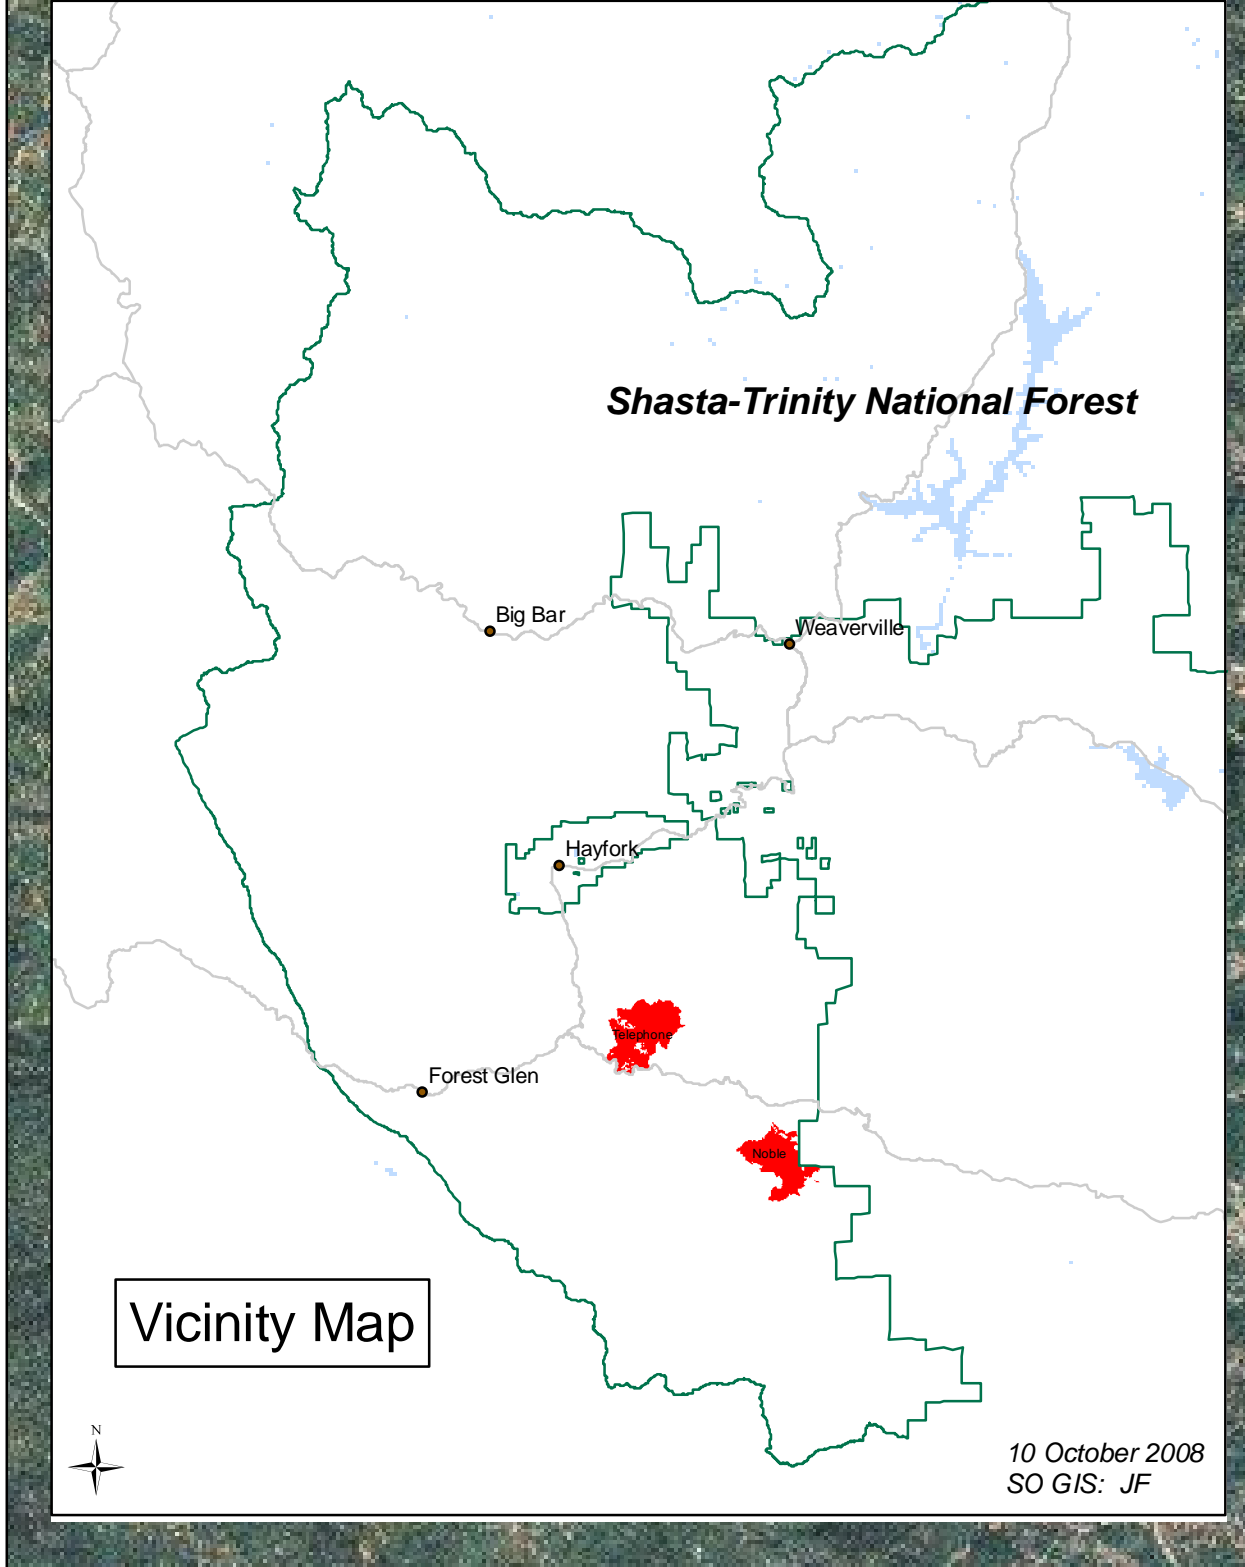 Shasta-Trinity National Forest
Big Bar
Weaverville
Hayfork
Telephone
Forest Glen
Noble
Vicinity Map
N
10 October 2008
SO GIS: JF